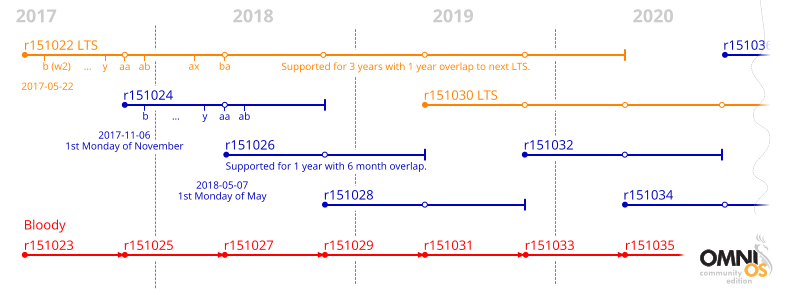 2017 2018 2019 2020
r151022 LTS r15103
b (w2) ... y aa ab ax ba Supported for 3 years with 1 year overlap to next LTS.
2017-05-22
r151024 r151030 LTS
b ... y aa ab
2017-11-06
1st Monday of November
r151026 r151032
Supported for 1 year with 6 month overlap.
2018-05-07
1st Monday of May
r151028 r151034
Bloody
r151023 r151025 r151027 r151029 r151031 r151033 r151035
OMNI
OS
community
edition